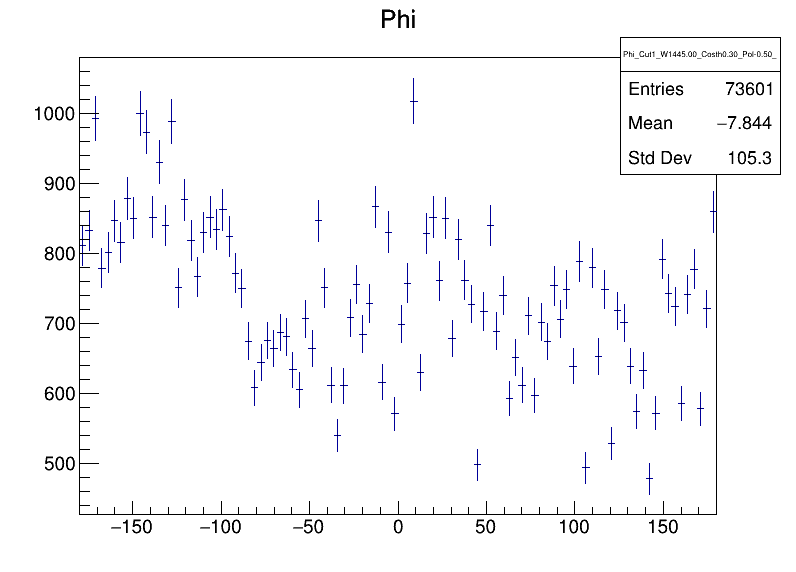 Phi
Phi_Cut1_W1445.00_Costh0.30_Pol-0.50_
Entries 73601
Mean −7.844
Std Dev 105.3
1000
900
800
700
600
500
−150 −100 −50 0 50 100 150